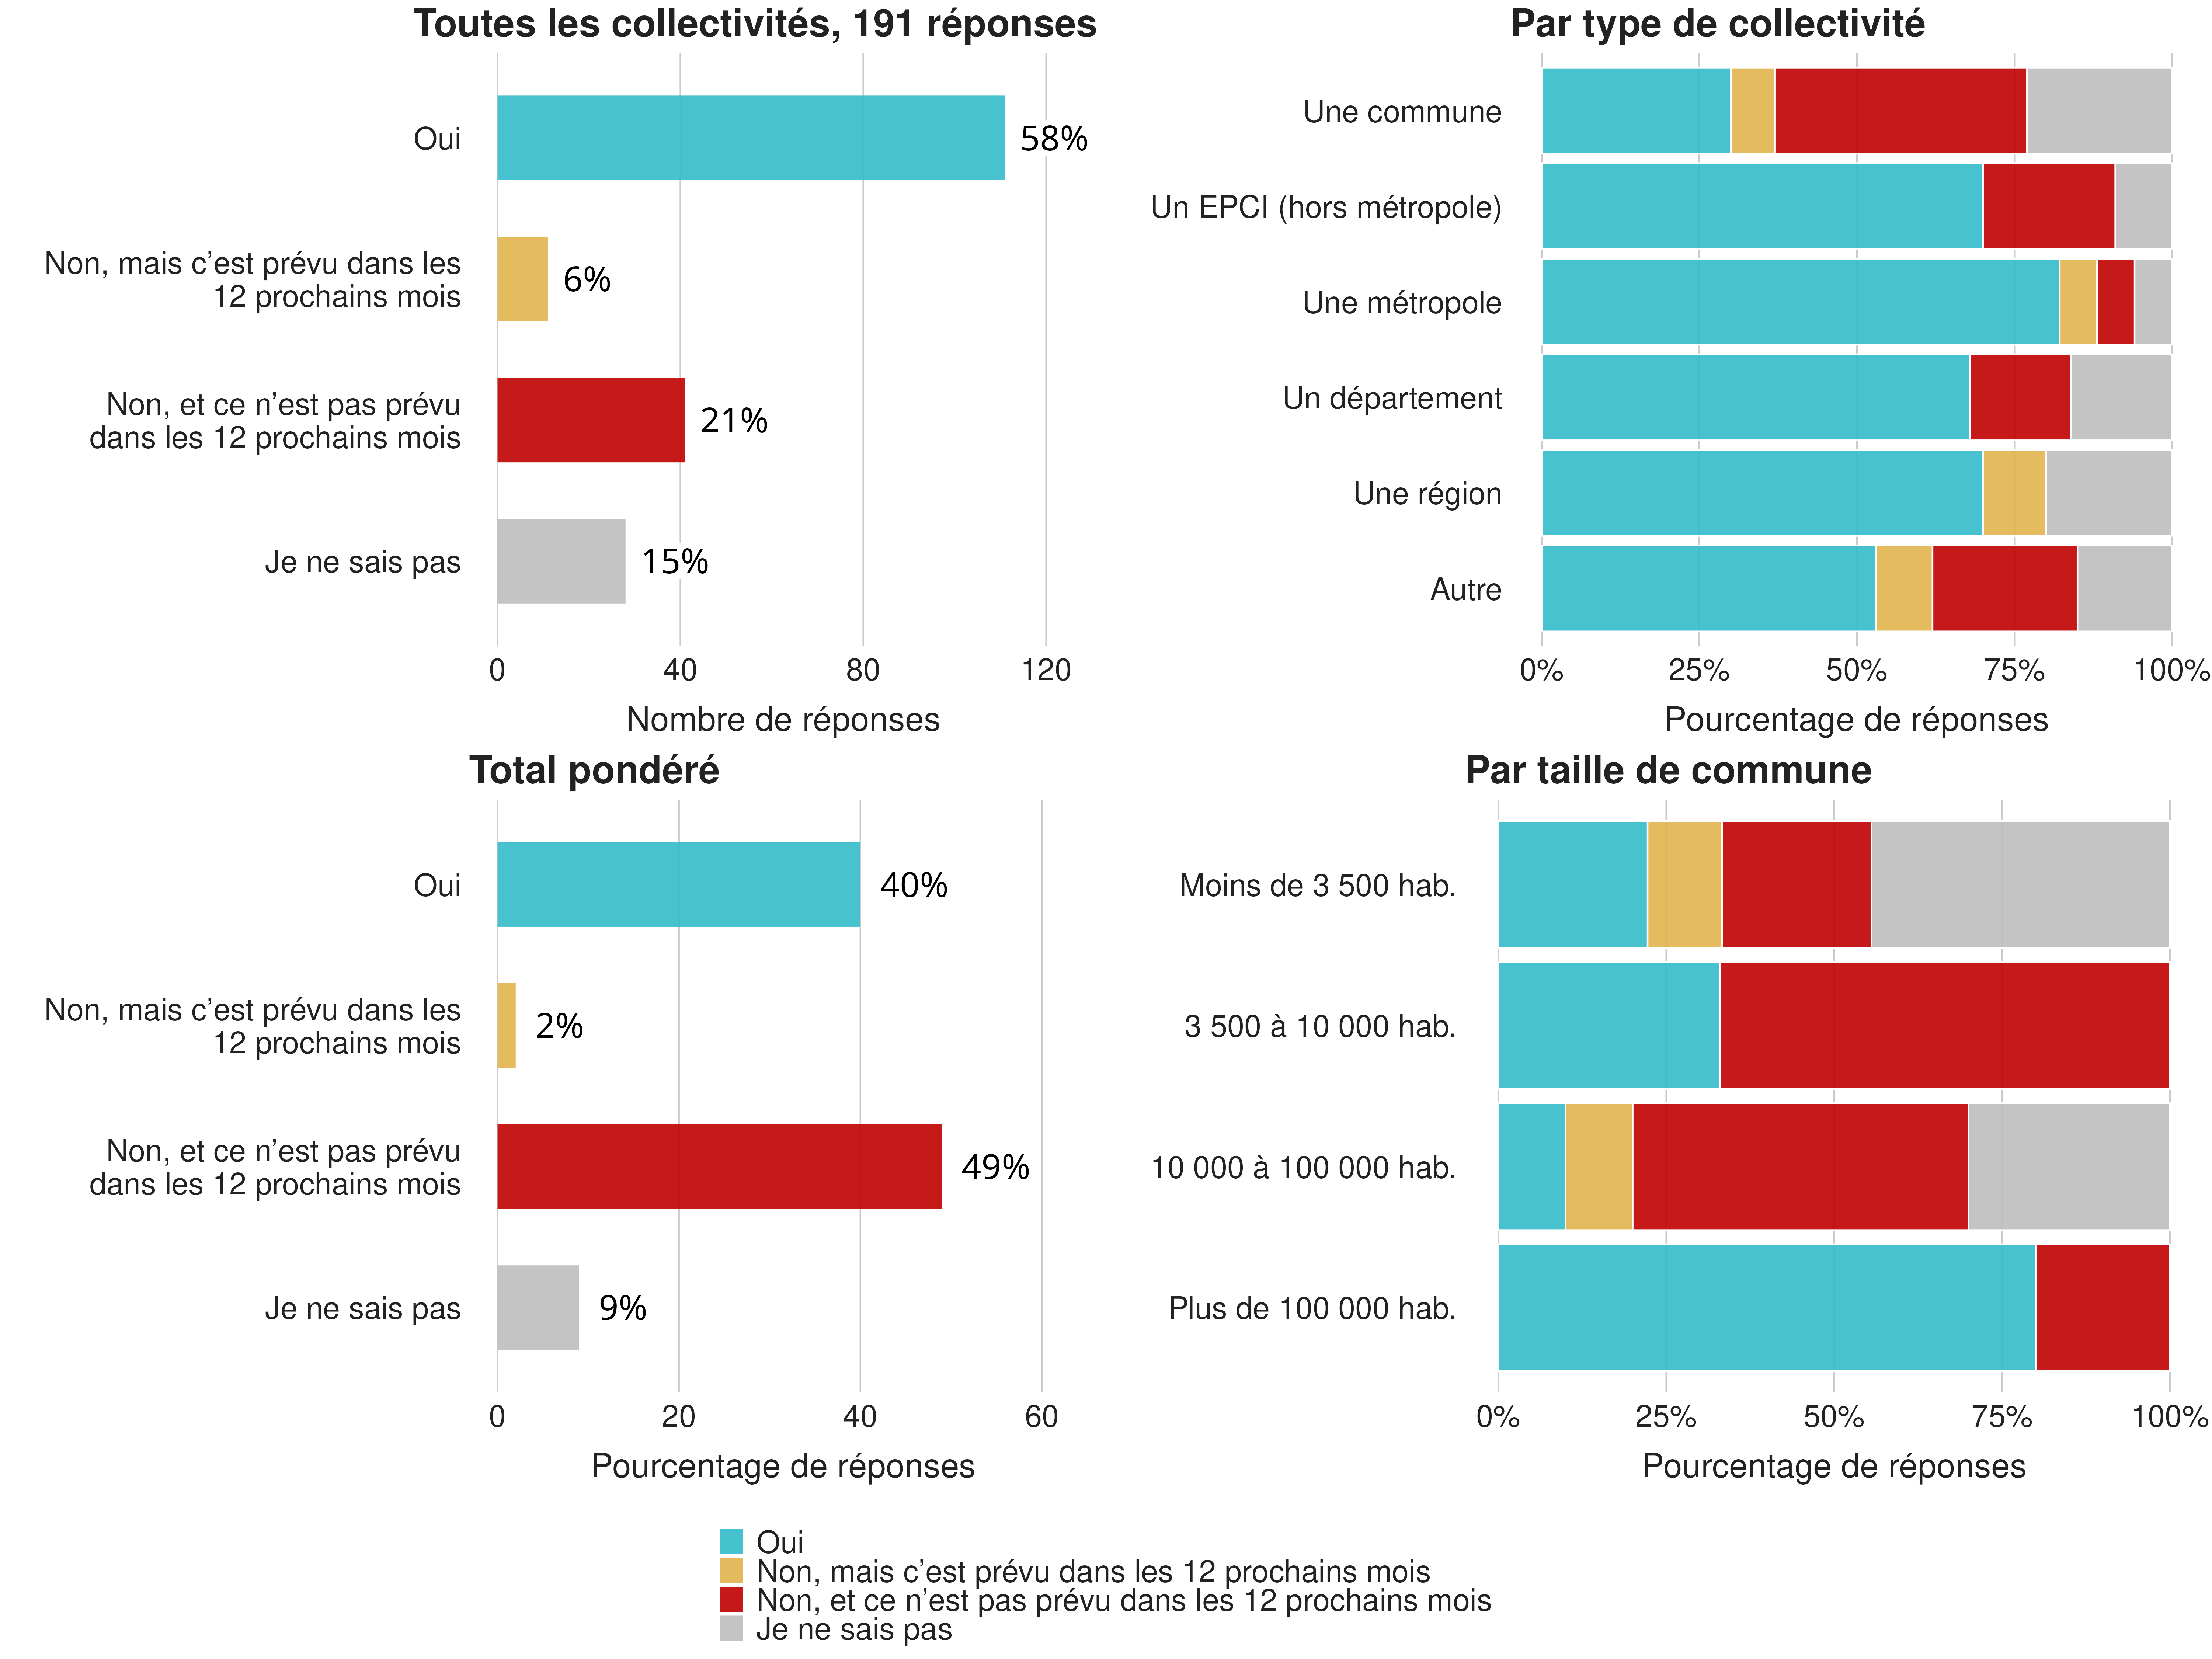 Toutes les collectivités, 191 réponses
Oui
58%
Non, mais c’est prévu dans les
12 prochains mois
6%
Non, et ce n’est pas prévu
dans les 12 prochains mois
21%
Je ne sais pas
15%
0 40 80 120
Nombre de réponses
Par type de collectivité
Une commune
Un EPCI (hors métropole)
Une métropole
Un département
Une région
Autre
0% 25% 50% 75% 100%
Pourcentage de réponses
Total pondéré
Oui
40%
Non, mais c’est prévu dans les
12 prochains mois
2%
Non, et ce n’est pas prévu
dans les 12 prochains mois
49%
Je ne sais pas
9%
0 20 40 60
Pourcentage de réponses
Par taille de commune
Moins de 3 500 hab.
3 500 à 10 000 hab.
10 000 à 100 000 hab.
Plus de 100 000 hab.
0% 25% 50% 75% 100%
Pourcentage de réponses
Oui
Non, mais c’est prévu dans les 12 prochains mois
Non, et ce n’est pas prévu dans les 12 prochains mois
Je ne sais pas